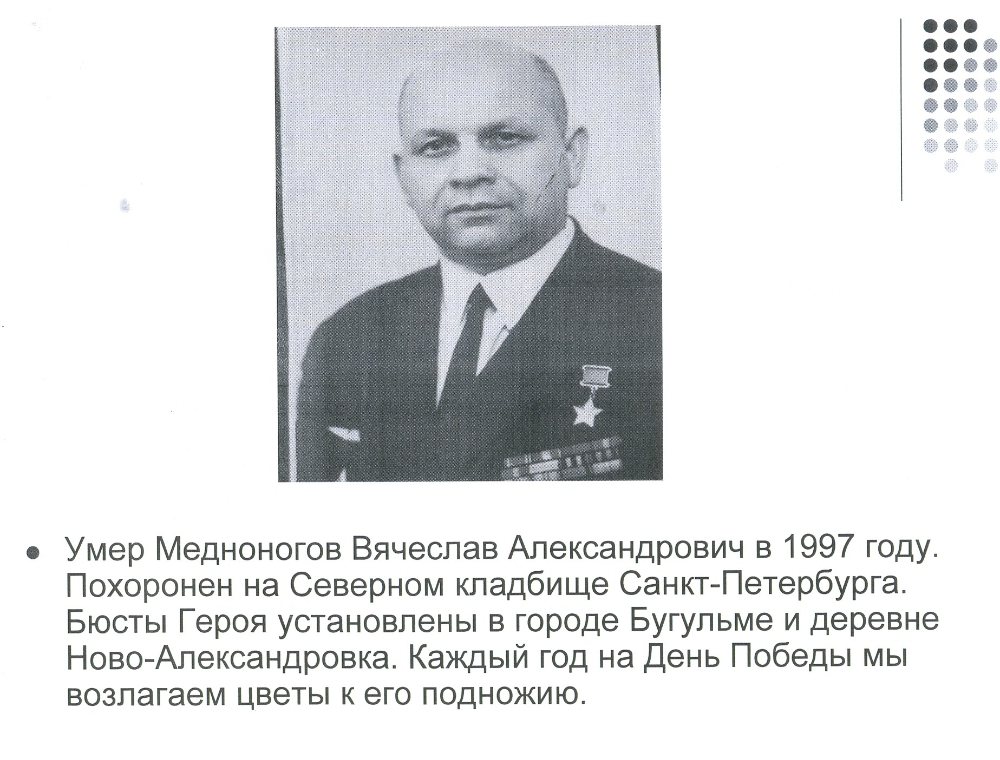 • Умер Медноногов Вячеслав Александрович в 1997 году.
Похоронен на Северном кладбище Санкт-Петербурга.
Бюсты Героя установлены в городе Бугульме и деревне
Ново-Александровка. Каждый год на День Победы мы
возлагаем цветы к его подножию.